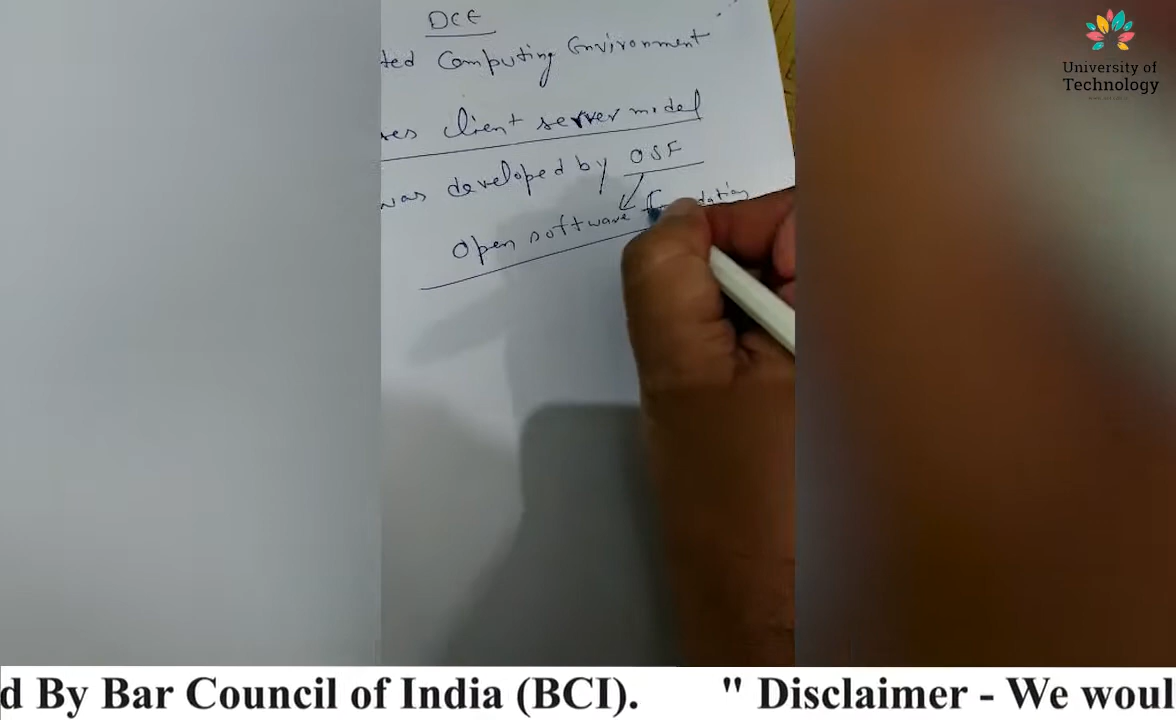 DCE
ted Computing Environment
ses client server model
was developed by OSF
open software
University of
Technology
d By Bar Council of India (BCI). " Disclaimer - We woul